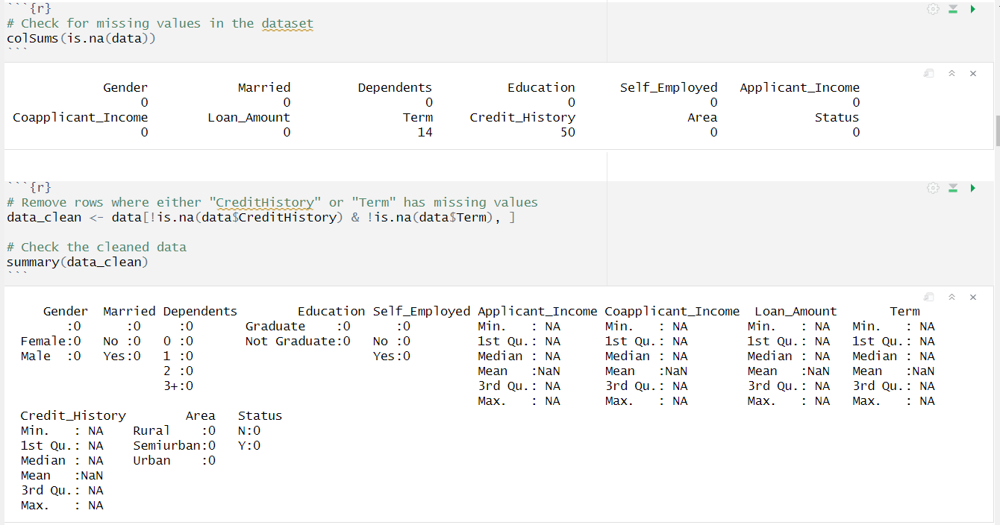 ```{r}
# Check for missing values in the dataset
colSums(is.na(data))
```
Gender Married Dependents Education Self_Employed Applicant_Income
0 0 0 0 0 0
Coapplicant_Income Loan_Amount Term Credit_History Area Status
0 0 14 50 0 0
```{r}
# Remove rows where either "CreditHistory" or "Term" has missing values
data_clean <- data[!is.na(data$CreditHistory) & !is.na(data$Term), ]
# Check the cleaned data
summary(data_clean)
```
Gender Married Dependents Education Self_Employed Applicant_Income Coapplicant_Income Loan_Amount Term
:0 :0 :0 Graduate :0 :0 Min. : NA Min. : NA Min. : NA Min. : NA
Female:0 No :0 0 :0 Not Graduate:0 No :0 1st Qu.: NA 1st Qu.: NA 1st Qu.: NA 1st Qu.: NA
Male :0 Yes:0 1 :0 Yes:0 Median : NA Median : NA Median : NA Median : NA
2 :0 Mean :NaN Mean :NaN Mean :NaN Mean :NaN
3+:0 3rd Qu.: NA 3rd Qu.: NA 3rd Qu.: NA 3rd Qu.: NA
Max. : NA Max. : NA Max. : NA Max. : NA
Credit_History Area Status
Min. : NA Rural :0 N:0
1st Qu.: NA Semiurban:0 Y:0
Median : NA Urban :0
Mean :NaN
3rd Qu.: NA
Max. : NA